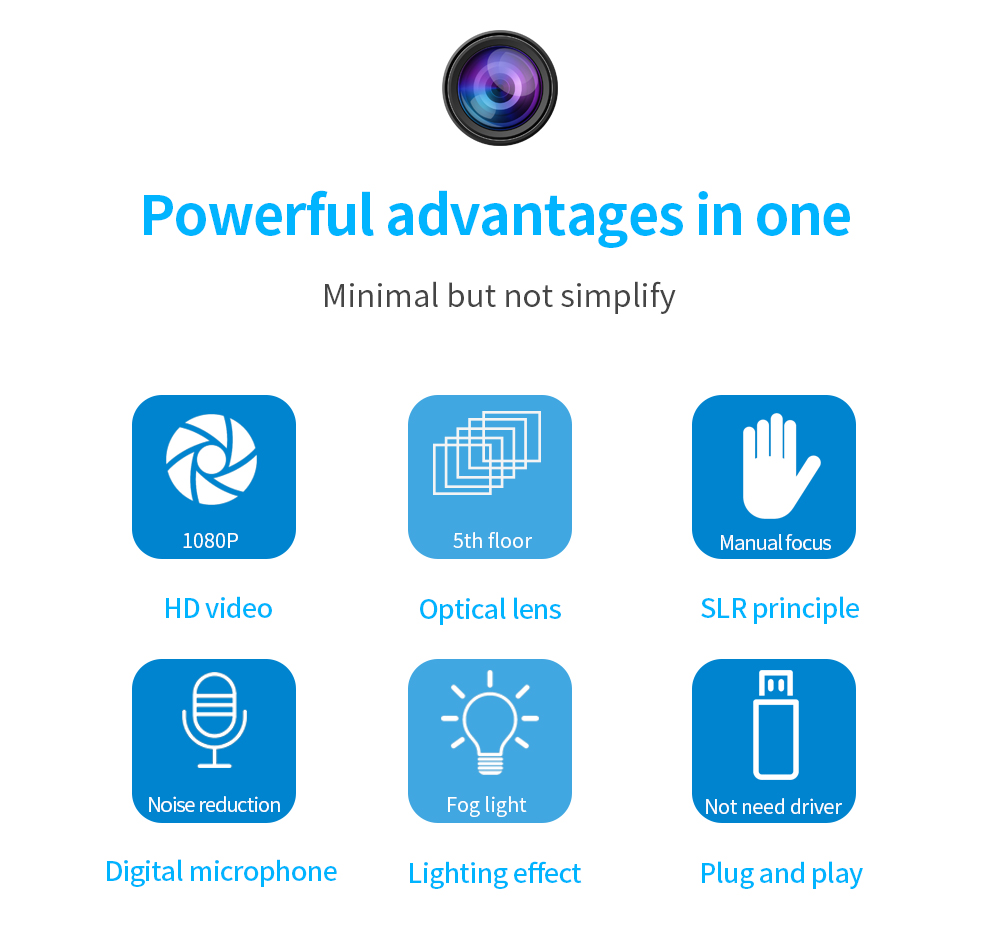 Powerful advantages in one
Minimal but not simplify
1080P
HD video
5th floor
Optical lens
Manual focus
SLR principle
Noise reduction
Digital microphone
Fog light
Lighting effect
Not need driver
Plug and play